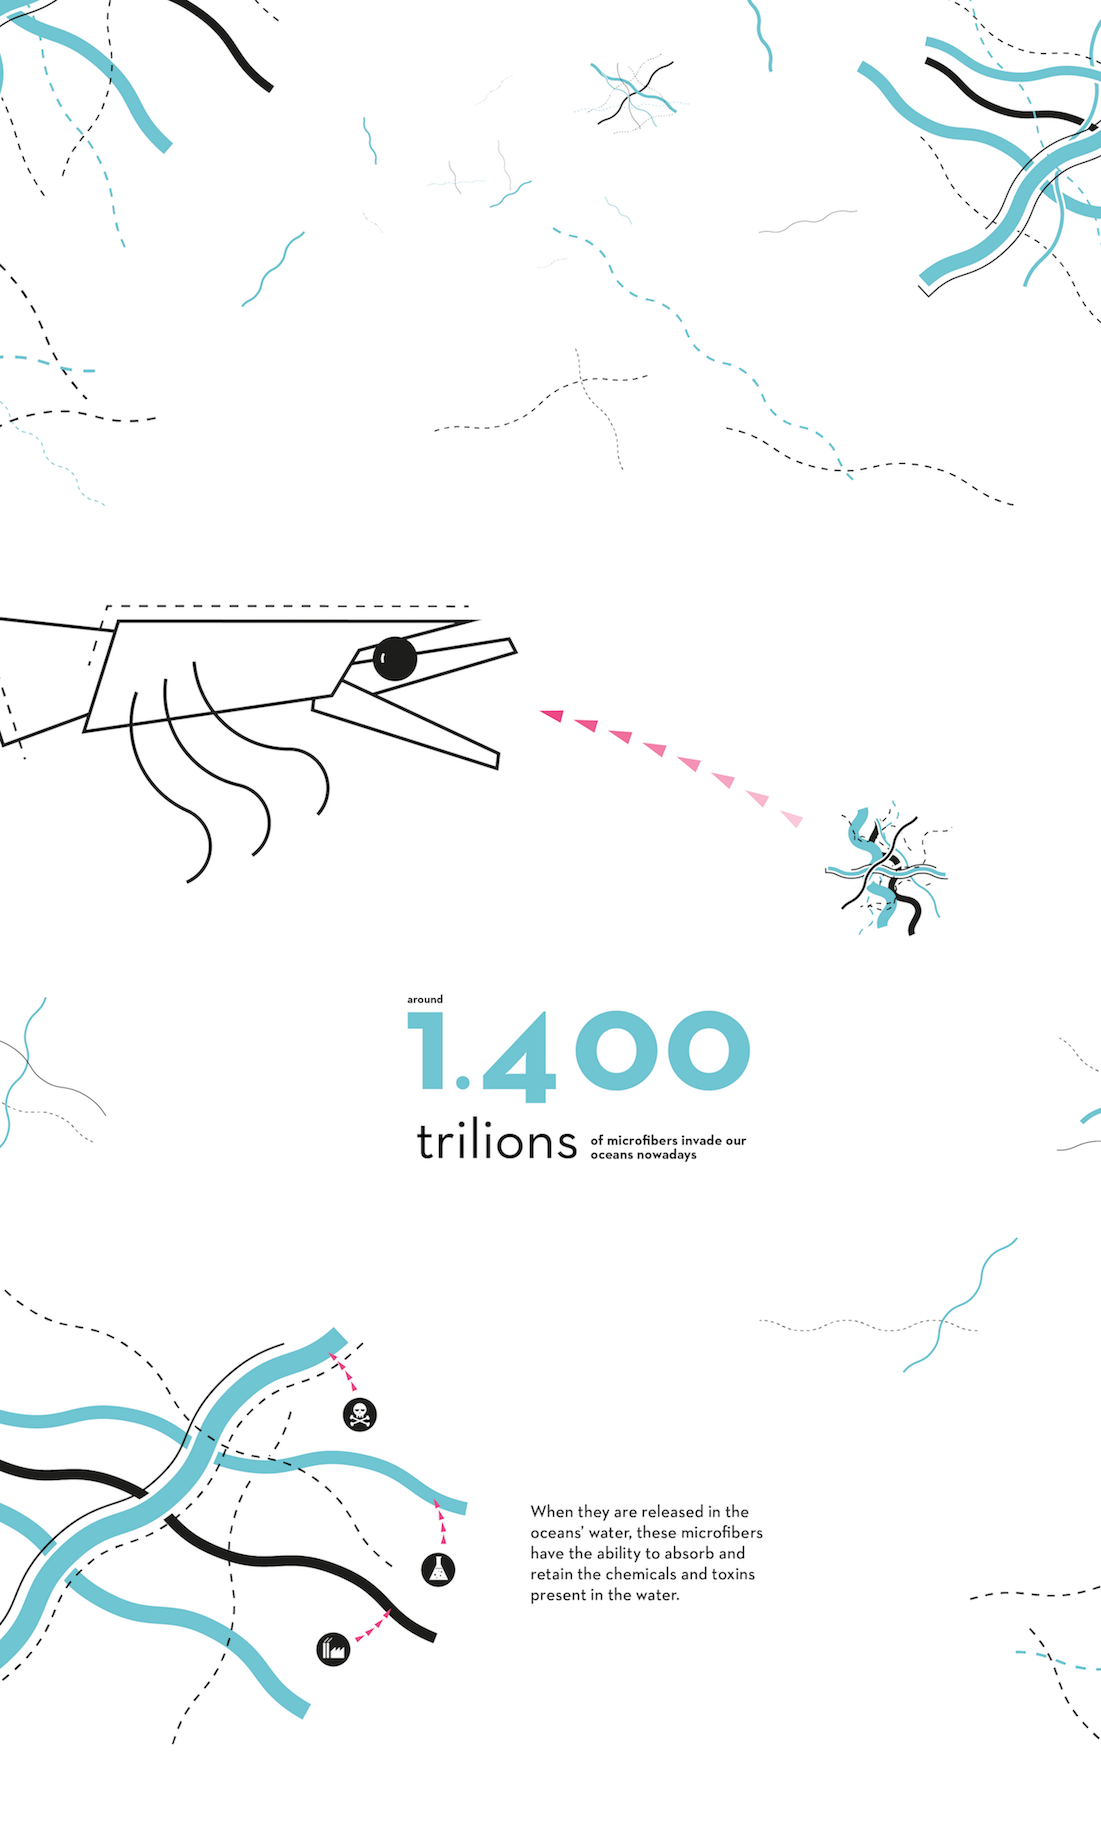 around
1.400
trilions
of microfibers invade our
oceans nowadays
When they are released in the
oceans' water, these microfibers
have the ability to absorb and
retain the chemicals and toxins
present in the water.